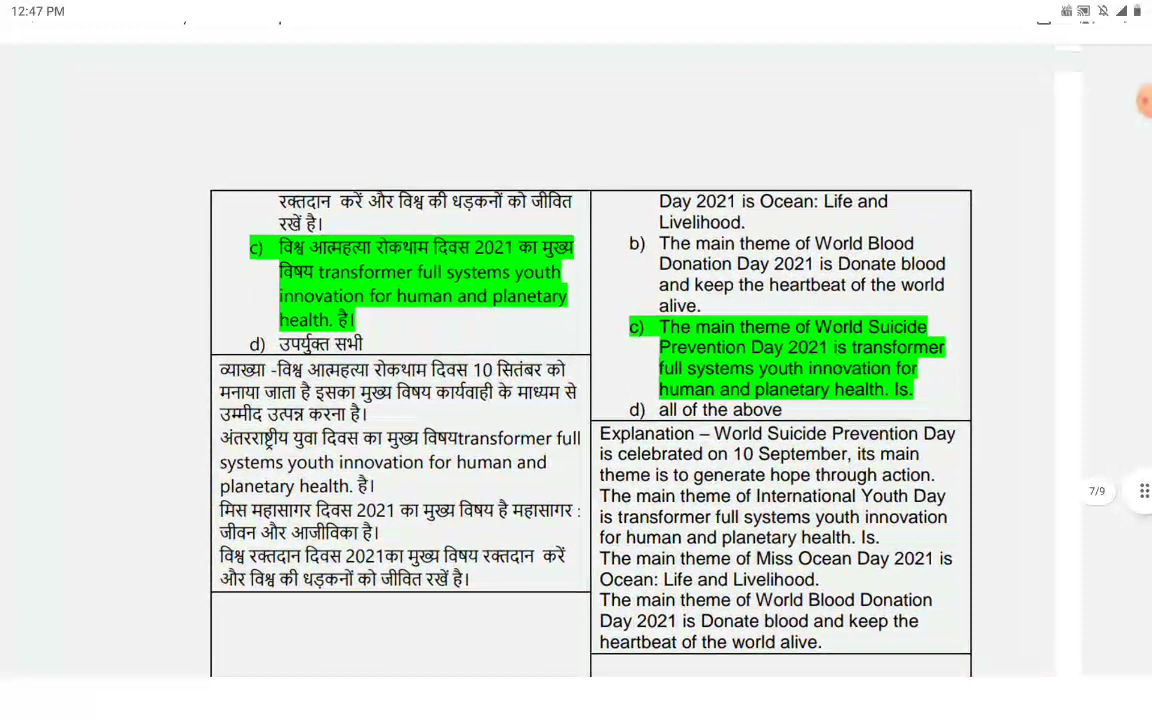 12:47 PM
रक्तदान करें और विश्व की धड़कनों को जीवित
रखें है।
c) विश्व आत्महत्या रोकथाम दिवस 2021 का मुख्य
विषय transformer full systems youth
innovation for human and planetary
health. है।
d) उपर्युक्त सभी
व्याख्या -विश्व आत्महत्या रोकथाम दिवस 10 सितंबर को
मनाया जाता है इसका मुख्य विषय कार्यवाही के माध्यम से
उम्मीद उत्पन्न करना है।
अंतरराष्ट्रीय युवा दिवस का मुख्य विषयtransformer full
systems youth innovation for human and
planetary health. है।
मिस महासागर दिवस 2021 का मुख्य विषय है महासागर :
जीवन और आजीविका है।
विश्व रक्तदान दिवस 2021का मुख्य विषय रक्तदान करें
और विश्व की धड़कनों को जीवित रखें है।
Day 2021 is Ocean: Life and
Livelihood.
b) The main theme of World Blood
Donation Day 2021 is Donate blood
and keep the heartbeat of the world
alive.
c) The main theme of World Suicide
Prevention Day 2021 is transformer
full systems youth innovation for
human and planetary health. Is.
d) all of the above
Explanation – World Suicide Prevention Day
is celebrated on 10 September, its main
theme is to generate hope through action.
The main theme of International Youth Day
is transformer full systems youth innovation
for human and planetary health. Is.
The main theme of Miss Ocean Day 2021 is
Ocean: Life and Livelihood.
The main theme of World Blood Donation
Day 2021 is Donate blood and keep the
heartbeat of the world alive.
7/9